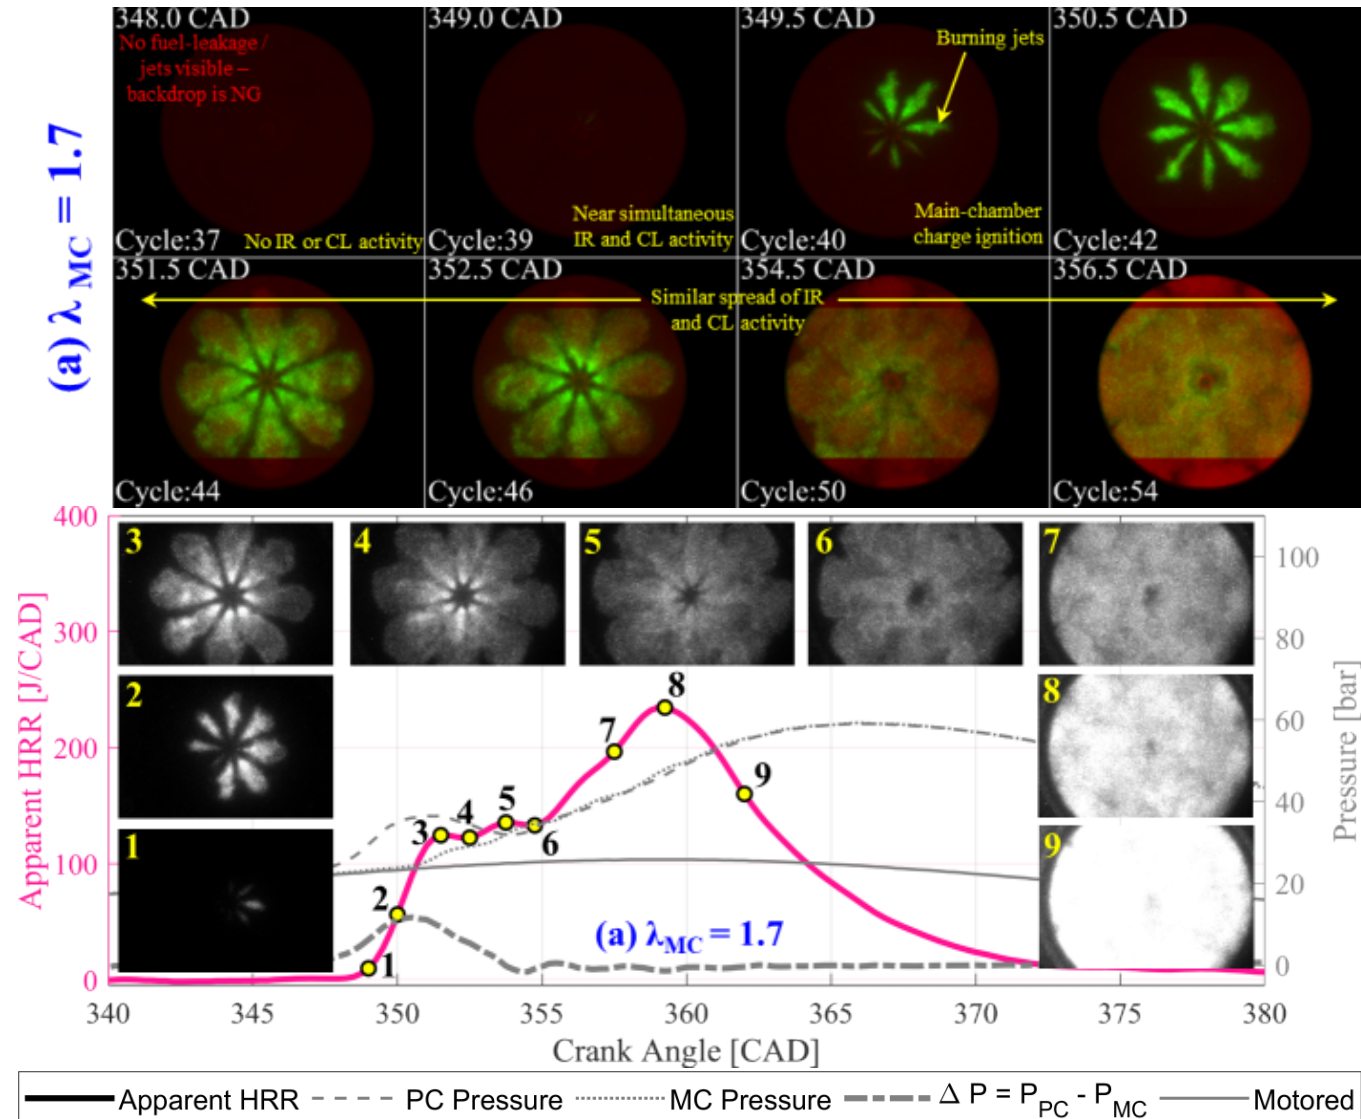 (a) λ MC = 1.7
348.0 CAD
No fuel-leakage /
jets visible –
backdrop is NG
Cycle:37
No IR or CL activity
349.0 CAD
Near simultaneous
IR and CL activity
Cycle:39
349.5 CAD
Burning jets
Main-chamber
charge ignition
Cycle:40
350.5 CAD
Cycle:42
351.5 CAD
Cycle:44
352.5 CAD
Similar spread of IR
and CL activity
Cycle:46
354.5 CAD
Cycle:50
356.5 CAD
Cycle:54
Apparent HRR [J/CAD]
400
300
200
100
0
3
4
5
6
7
2
8
1
9
1
2
3
4
5
6
7
8
9
(a) λMC = 1.7
100
80
60
40
20
0
Pressure [bar]
340
345
350
355
360
365
370
375
380
Crank Angle [CAD]
Apparent HRR
PC Pressure
MC Pressure
Δ P = PPC - PMC
Motored